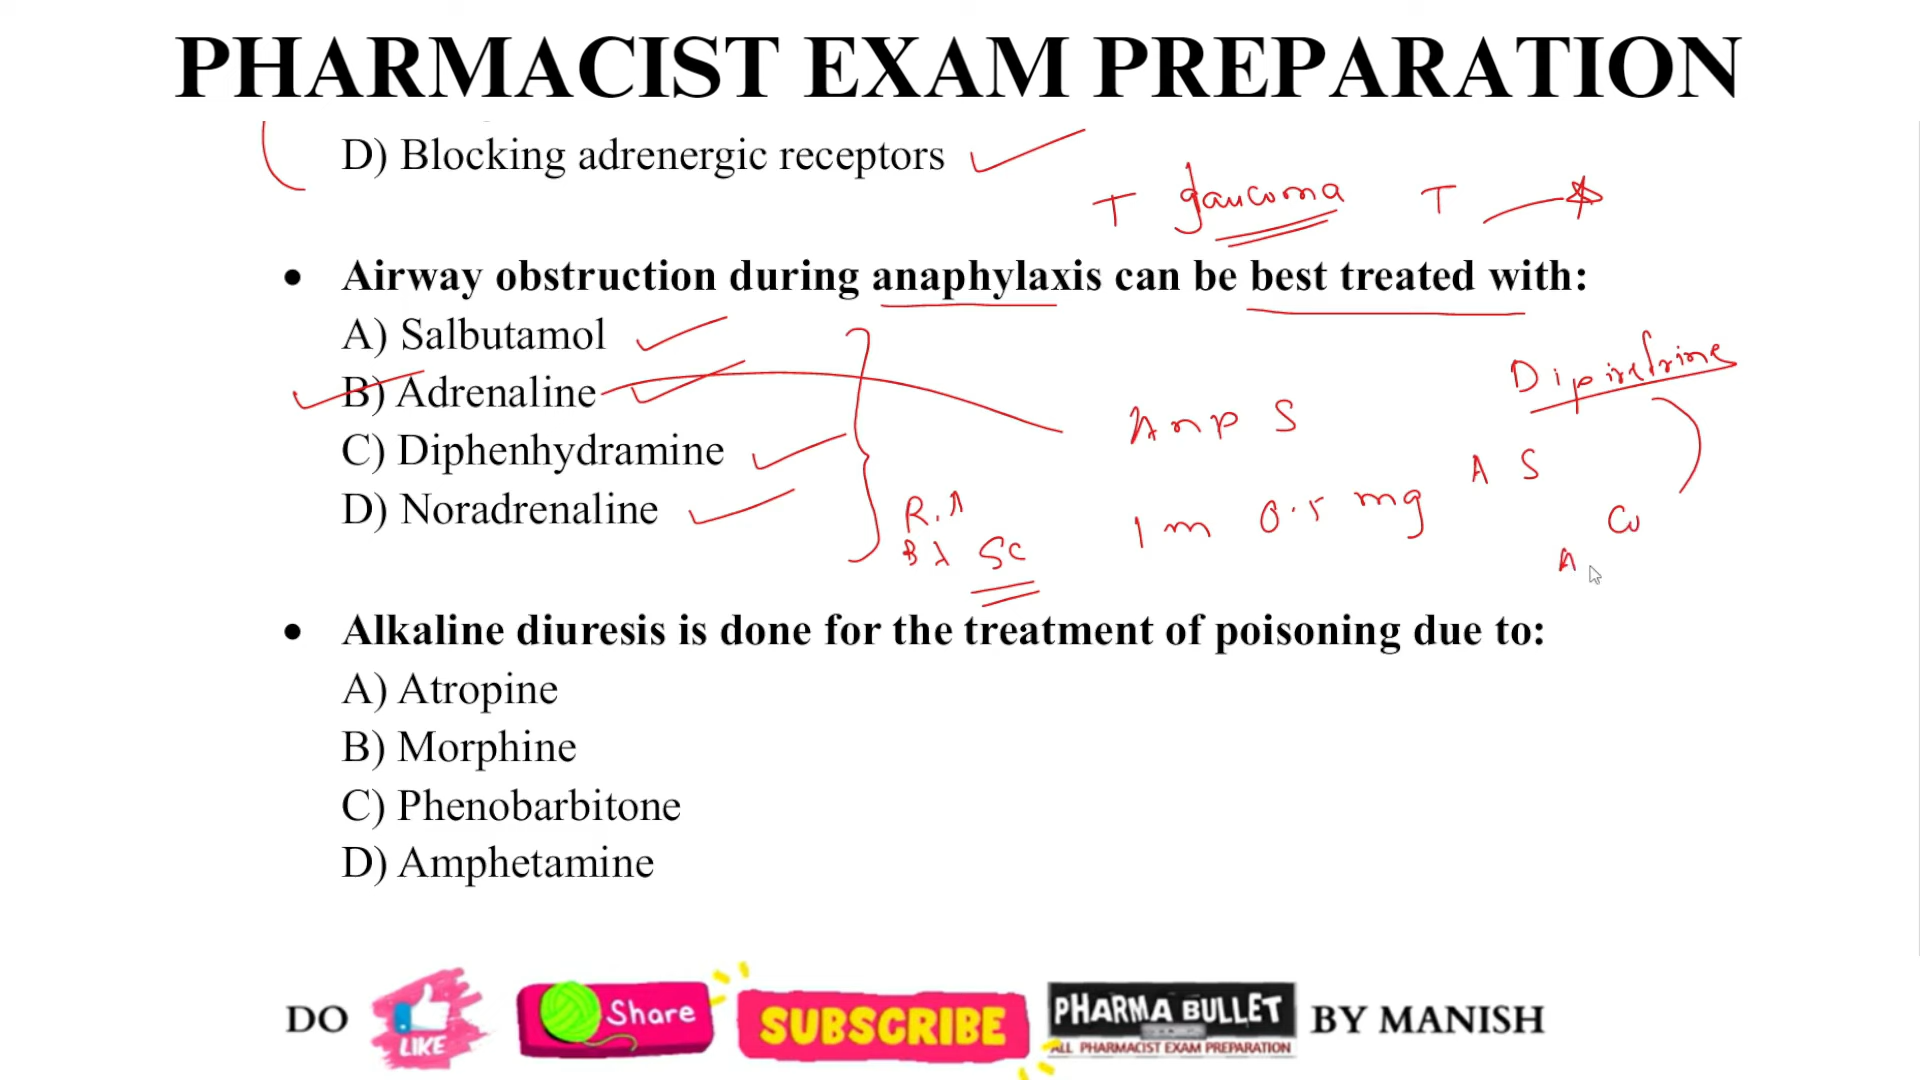 PHARMACIST EXAM PREPARATION
D) Blocking adrenergic receptors
T gaucoma T
• Airway obstruction during anaphylaxis can be best treated with:
A) Salbutamol
B) Adrenaline
C) Diphenhydramine
D) Noradrenaline
Dipivefrine
Anp S
A S
R.A
1 m 0.5 mg
SC
A
• Alkaline diuresis is done for the treatment of poisoning due to:
A) Atropine
B) Morphine
C) Phenobarbitone
D) Amphetamine
DO LIKE Share SUBSCRIBE PHARMA BULLET BY MANISH
ALL PHARMACIST EXAM PREPARATION